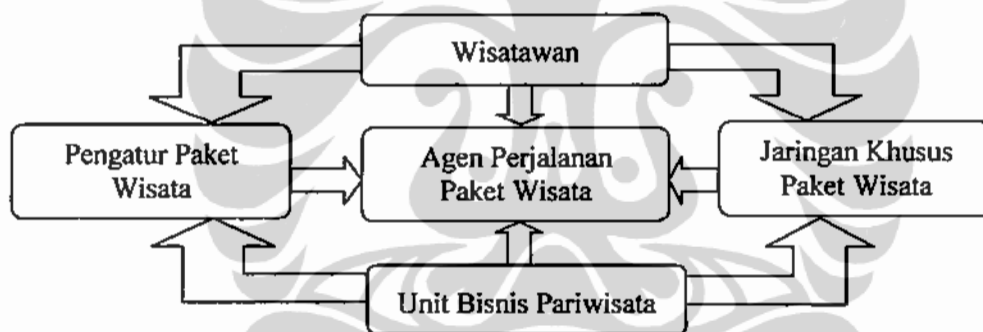 Wisatawan
Pengatur Paket
Wisata
Agen Perjalanan
Paket Wisata
Jaringan Khusus
Paket Wisata
Unit Bisnis Pariwisata